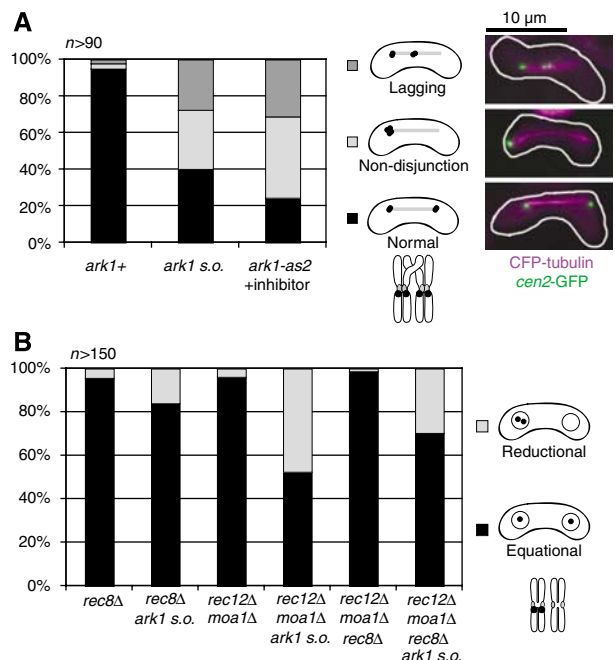 A
n>90
100%
80%
60%
40%
20%
0%
ark1+
ark1 s.o.
ark1-as2
+inhibitor
Lagging
Non-disjunction
Normal
10 µm
CFP-tubulin
cen2-GFP
B
n>150
100%
80%
60%
40%
20%
0%
rec8Δ
rec8Δ
ark1 s.o.
rec12Δ
moa1Δ
rec12Δ
moa1Δ
ark1 s.o.
rec12Δ
moa1Δ
rec8Δ
rec12Δ
moa1Δ
rec8Δ
ark1 s.o.
Reductional
Equational